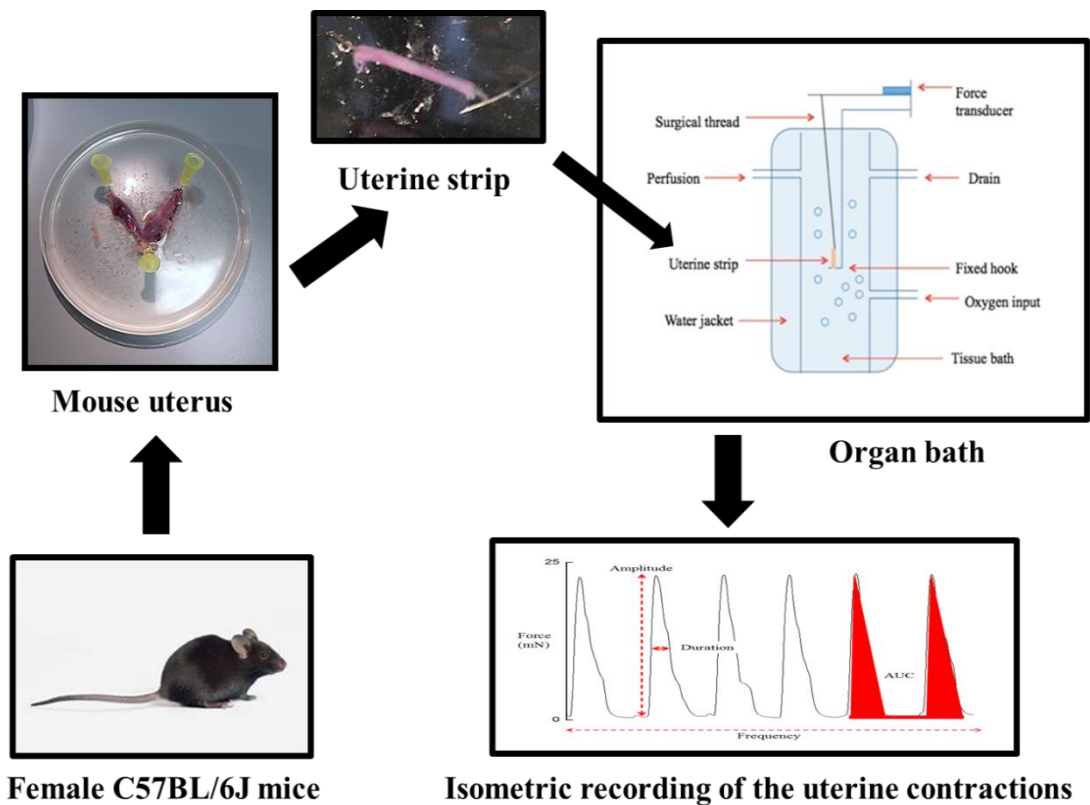 Uterine strip
Mouse uterus
Force
transducer
Surgical thread
Perfusion
Drain
Uterine strip
Fixed hook
Oxygen input
Water jacket
Tissue bath
Organ bath
25
Amplitude
Force
(mN)
Duration
AUC
0
Frequency
Female C57BL/6J mice
Isometric recording of the uterine contractions